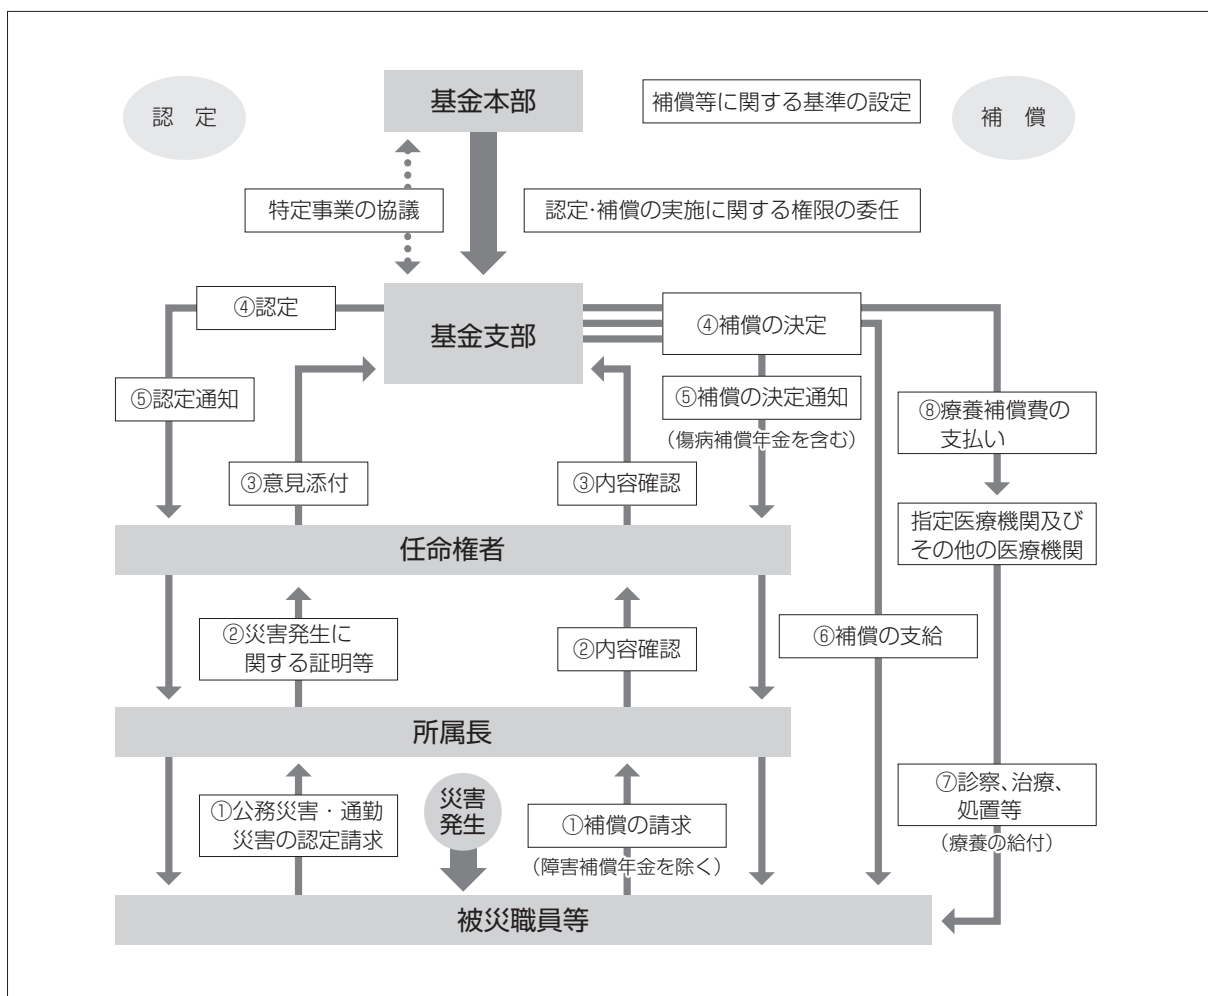 認　定
基金本部
補償等に関する基準の設定
補　償
特定事業の協議
認定･補償の実施に関する権限の委任
④認定
基金支部
④補償の決定
⑤認定通知
⑤補償の決定通知
（傷病補償年金を含む）
⑧療養補償費の
支払い
③意見添付
③内容確認
指定医療機関及び
その他の医療機関
任命権者
②災害発生に
関する証明等
②内容確認
⑥補償の支給
所属長
①公務災害・通勤
災害の認定請求
災害
発生
①補償の請求
（障害補償年金を除く）
⑦診察、治療、
処置等
（療養の給付）
被災職員等